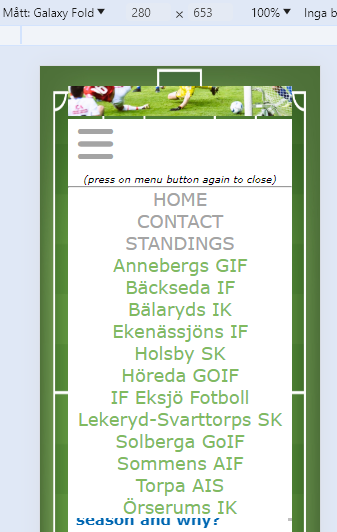 Mått: Galaxy Fold 280 × 653 100% Inga b
(press on menu button again to close)
HOME
CONTACT
STANDINGS
Annebergs GIF
Bäckseda IF
Bälaryds IK
Ekenässjöns IF
Holsby SK
Höreda GOIF
IF Eksjö Fotboll
Lekeryd-Svarttorps SK
Solberga GoIF
Sommens AIF
Torpa AIS
Örserums IK
season and why?